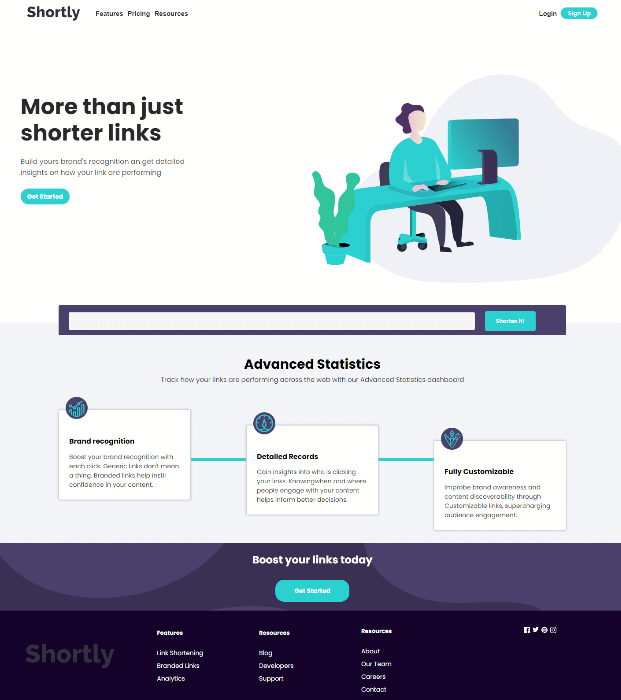 Shortly
Features Pricing Resources
Login Sign Up
More than just
shorter links
Build yours brand's recognition an get detailed
insights on how your link are performing
Get Started
Shorten It!
Advanced Statistics
Track how your links are performing across the web with our Advanced Statistics dashboard
Brand recognition
Boost your brand recognition with
each click. Generic links don't mean
a thing. Branded links help instil
confidence in your content.
Detailed Records
Gain insights into who is clicking
your links. Knowingwhen and where
people engage with your content
helps inform better decisions.
Fully Customizable
Improbe brand awareness and
content discoverability through
Customizable links, supercharging
audience engagement.
Boost your links today
Get Started
Shortly
Features
Link Shortening
Branded Links
Analytics
Resources
Blog
Developers
Support
Resources
About
Our Team
Careers
Contact